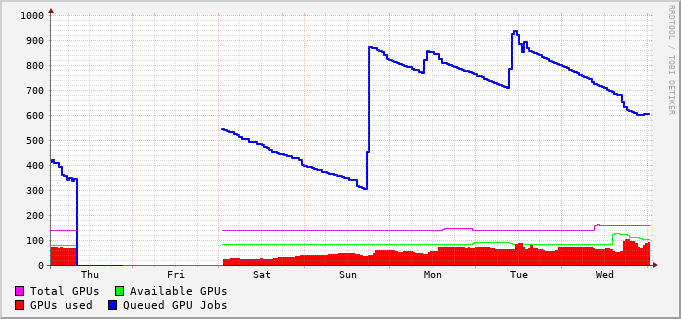 1000
900
800
700
600
500
400
300
200
100
0
Thu Fri Sat Sun Mon Tue Wed
Total GPUs Available GPUs
GPUs used Queued GPU Jobs
RRDTOOL / TOBI OETIKER